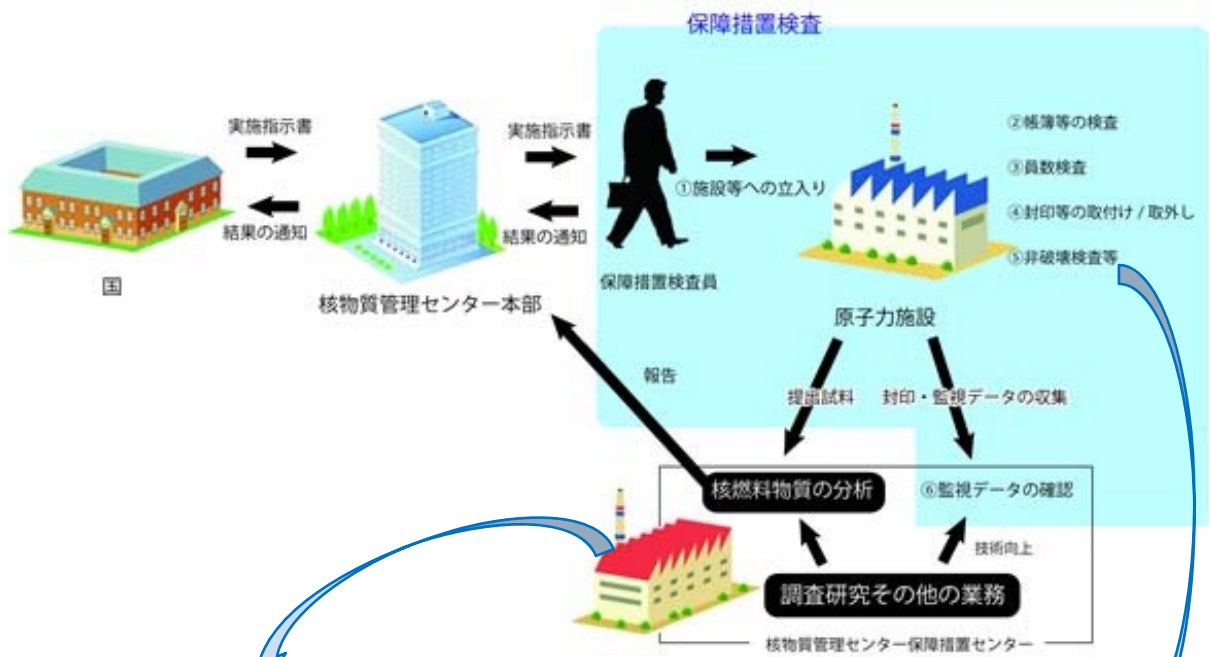 保障措置検査
実施指示書
実施指示書
結果の通知
結果の通知
国
核物質管理センター本部
保障措置検査員
①施設等への立入り
②帳簿等の検査
③員数検査
④封印等の取付け / 取外し
⑤非破壊検査等
原子力施設
報告
提出試料
封印・監視データの収集
核燃料物質の分析
⑥監視データの確認
技術向上
調査研究その他の業務
核物質管理センター保障措置センター